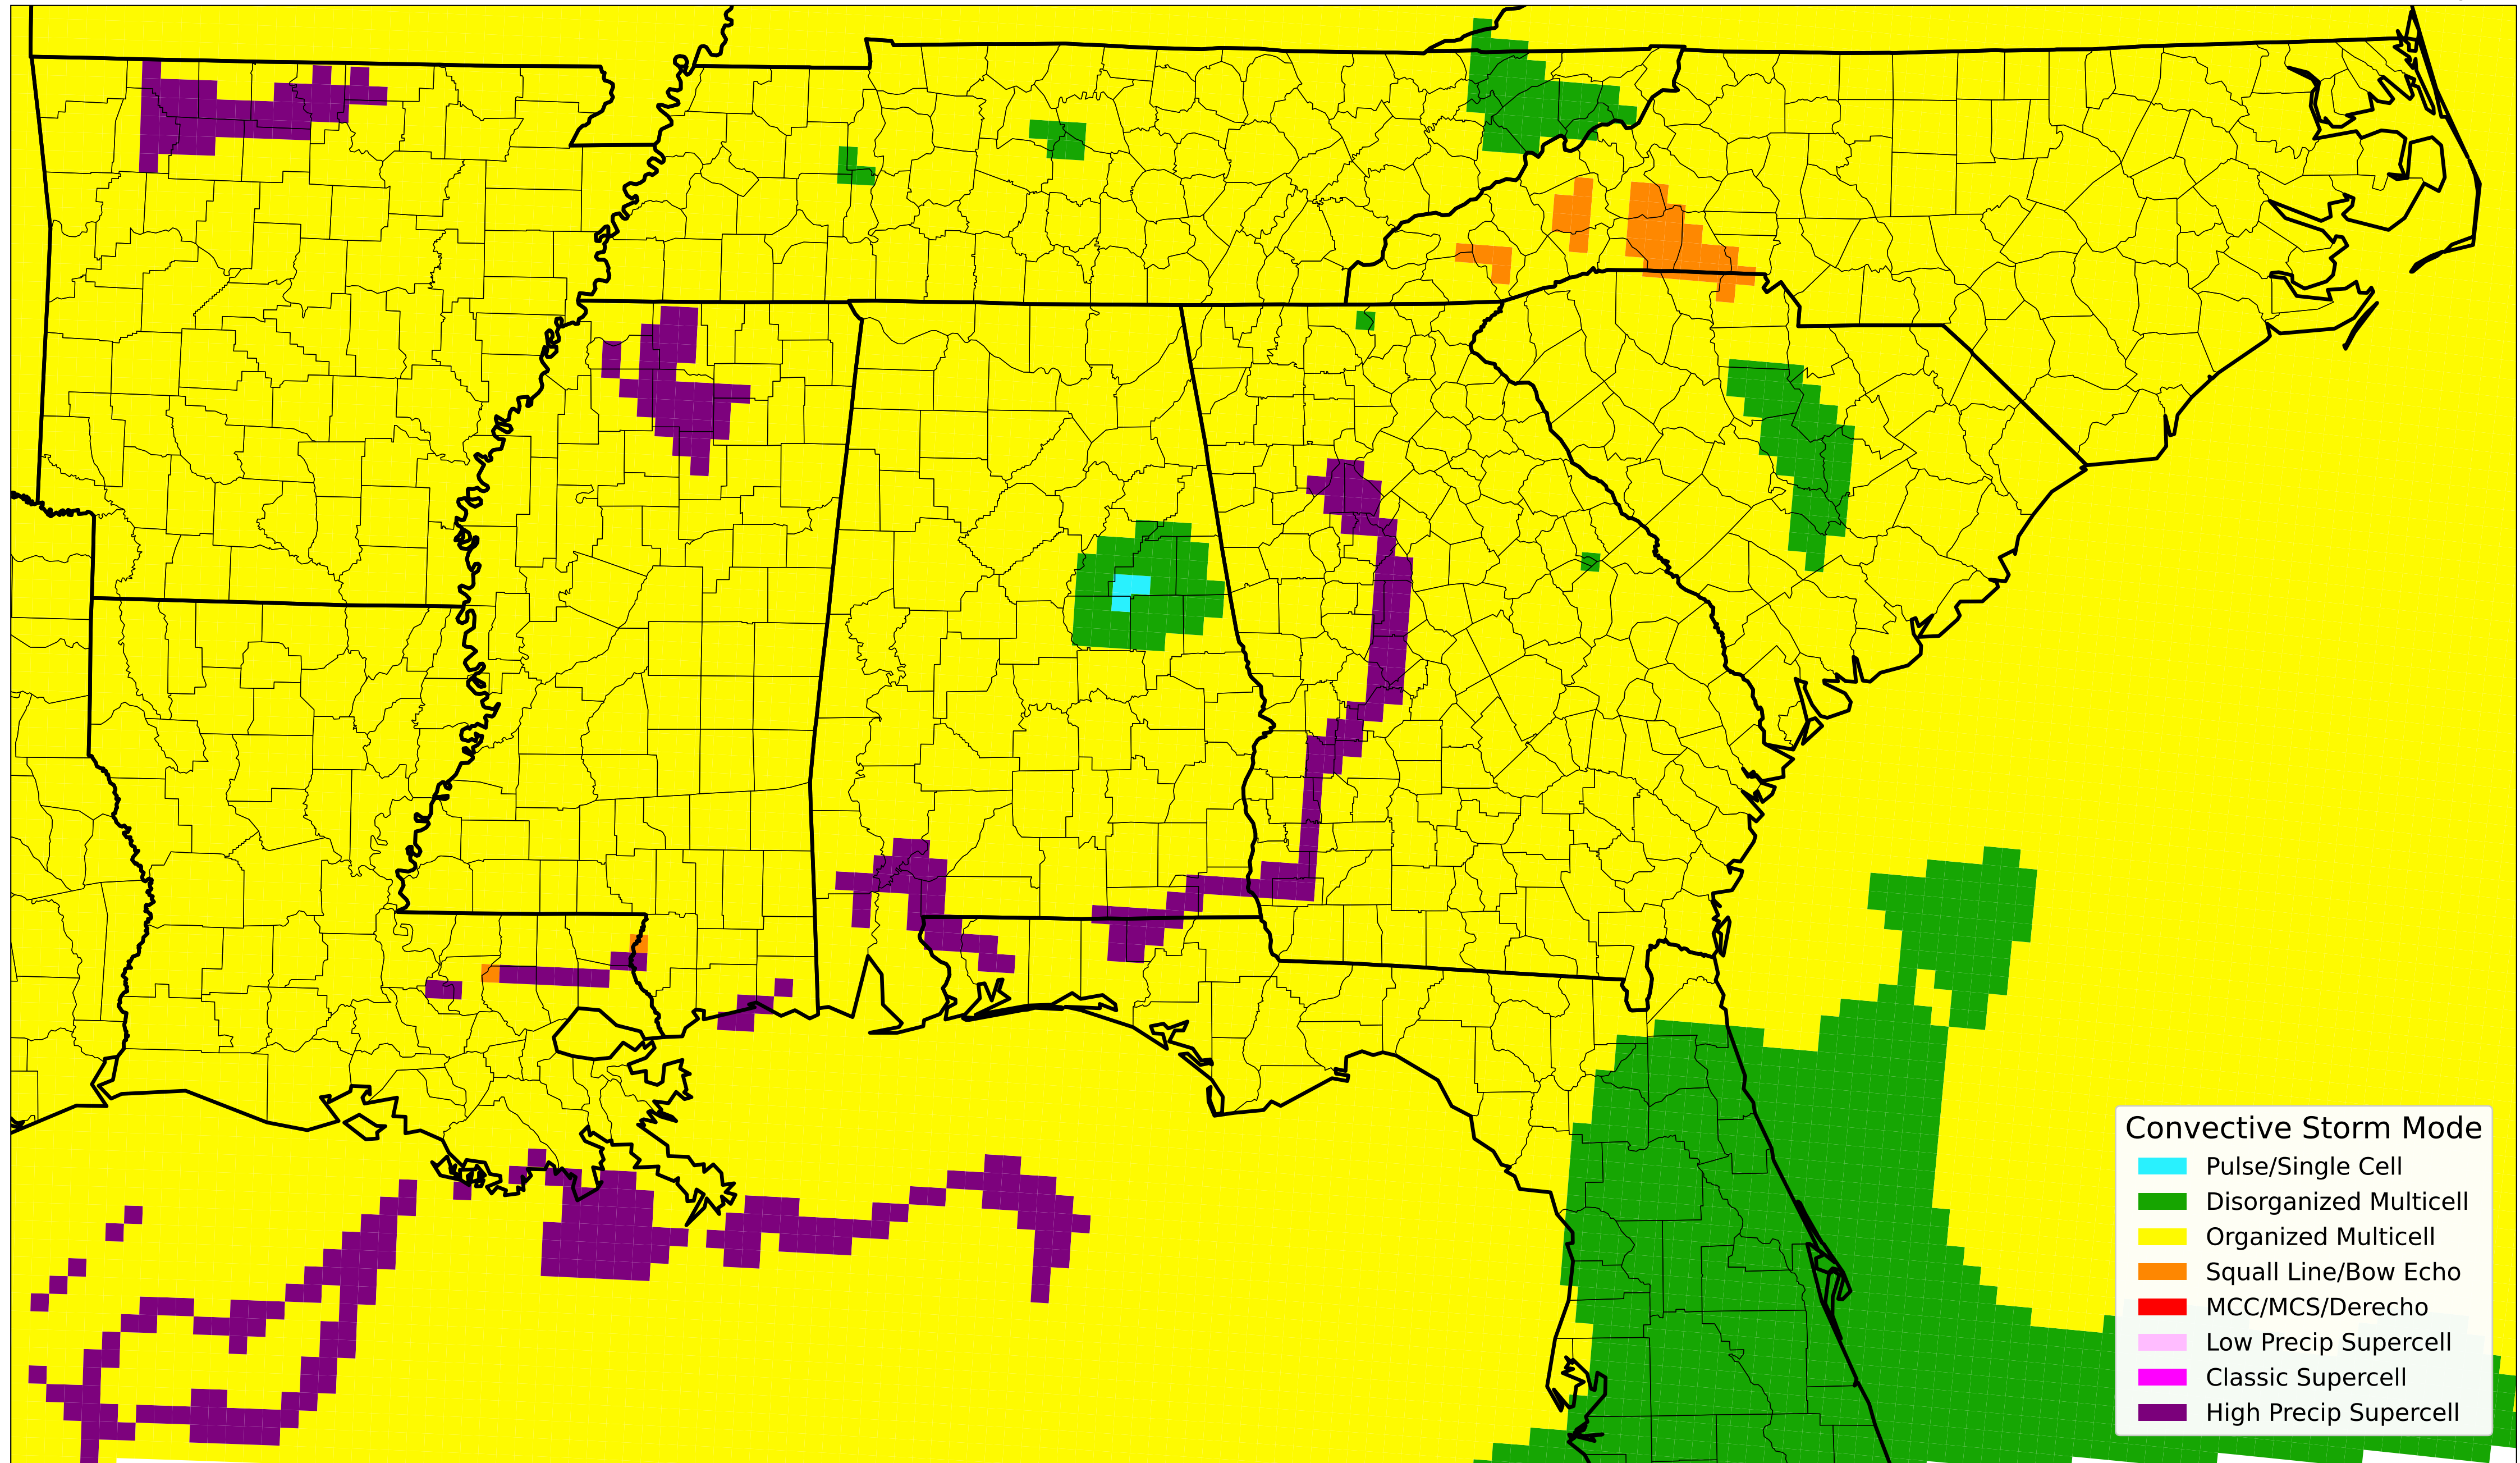 Convective Storm Mode
Pulse/Single Cell
Disorganized Multicell
Organized Multicell
Squall Line/Bow Echo
MCC/MCS/Derecho
Low Precip Supercell
Classic Supercell
High Precip Supercell